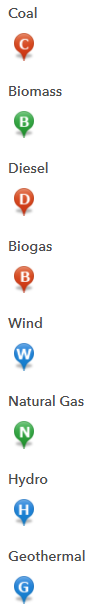 Coal
C
Biomass
B
Diesel
D
Biogas
B
Wind
W
Natural Gas
N
Hydro
H
Geothermal
G